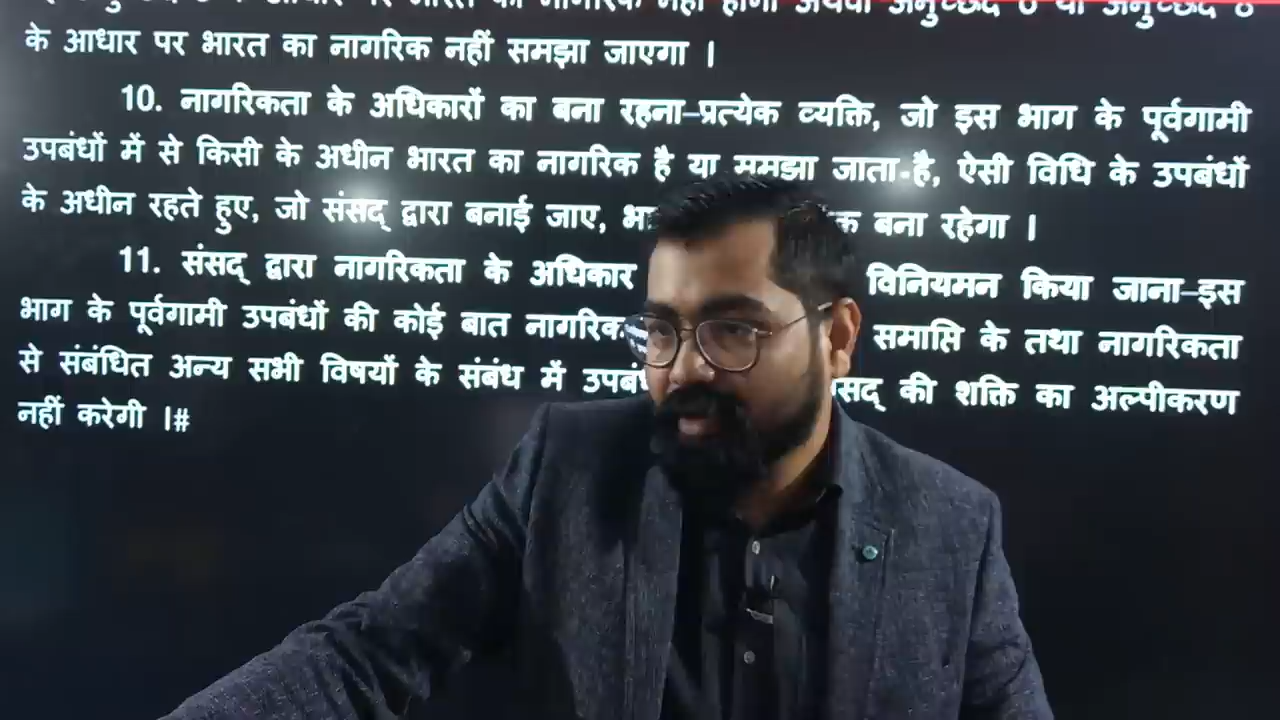 के आधार पर भारत का नागरिक नहीं समझा जाएगा ।
10. नागरिकता के अधिकारों का बना रहना–प्रत्येक व्यक्ति, जो इस भाग के पूर्वगामी
उपबंधों में से किसी के अधीन भारत का नागरिक है या समझा जाता-है, ऐसी विधि के उपबंधों
के अधीन रहते हुए, जो संसद् द्वारा बनाई जाए, बना रहेगा ।
11. संसद् द्वारा नागरिकता के अधिकार विनियमन किया जाना–इस
भाग के पूर्वगामी उपबंधों की कोई बात समाप्ति के तथा नागरिकता
से संबंधित अन्य सभी विषयों के संबंध में की शक्ति का अल्पीकरण
नहीं करेगी ।#